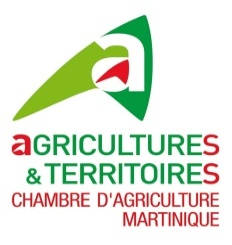 a
aGRICULTURES
& TERRITOIRES
CHAMBRE D'AGRICULTURE
MARTINIQUE